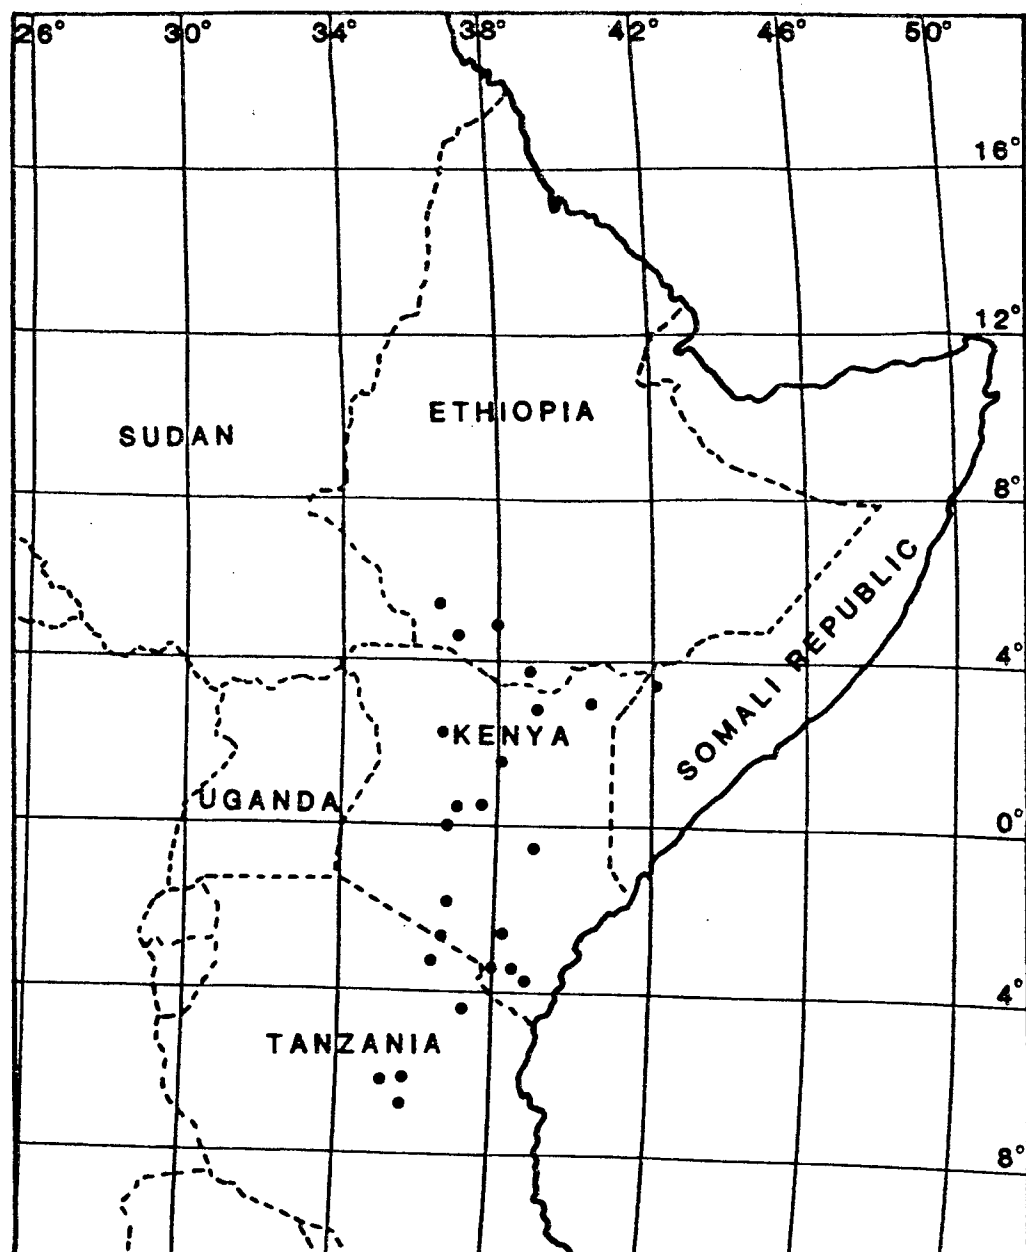 26° 30° 34° 38° 42° 46° 50°
16°
12°
ETHIOPIA
SUDAN
8°
SOMALI REPUBLIC
4°
KENYA
UGANDA
0°
4°
TANZANIA
8°